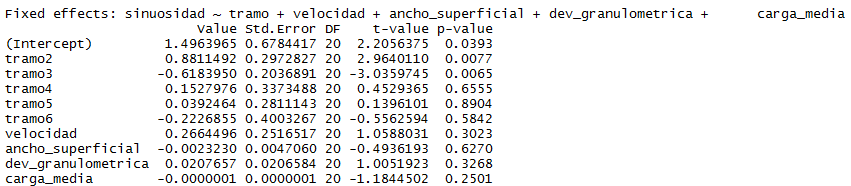 Fixed effects: sinuosidad ~ tramo + velocidad + ancho_superficial + dev_granulometrica +      carga_media
                       Value Std.Error DF    t-value p-value
(Intercept)        1.4963965 0.6784417 20  2.2056375  0.0393
tramo2             0.8811492 0.2972827 20  2.9640110  0.0077
tramo3            -0.6183950 0.2036891 20 -3.0359745  0.0065
tramo4             0.1527976 0.3373488 20  0.4529365  0.6555
tramo5             0.0392464 0.2811143 20  0.1396101  0.8904
tramo6            -0.2226855 0.4003267 20 -0.5562594  0.5842
velocidad          0.2664496 0.2516517 20  1.0588031  0.3023
ancho_superficial -0.0023230 0.0047060 20 -0.4936193  0.6270
dev_granulometrica 0.0207657 0.0206584 20  1.0051923  0.3268
carga_media       -0.0000001 0.0000001 20 -1.1844502  0.2501